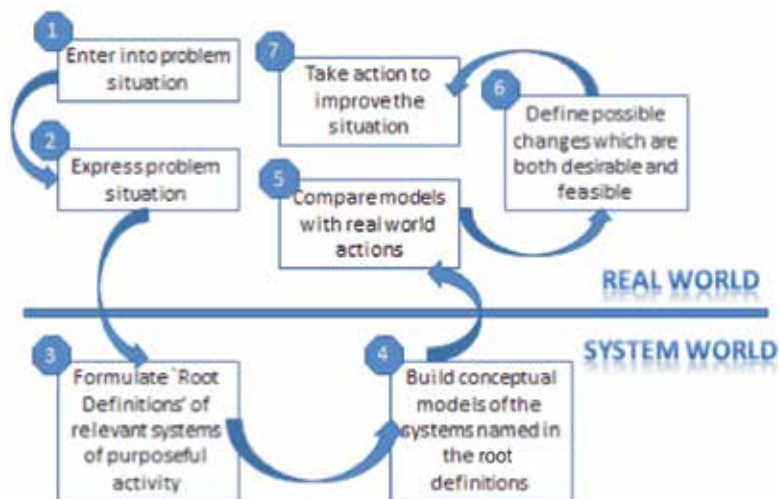 1
Enter into problem
situation
2
Express problem
situation
3
Formulate `Root
Definitions' of
relevant systems
of purposeful
activity
4
Build conceptual
models of the
systems named in
the root
definitions
5
Compare models
with real world
actions
6
Define possible
changes which are
both desirable and
feasible
7
Take action to
improve the
situation
REAL WORLD
SYSTEM WORLD